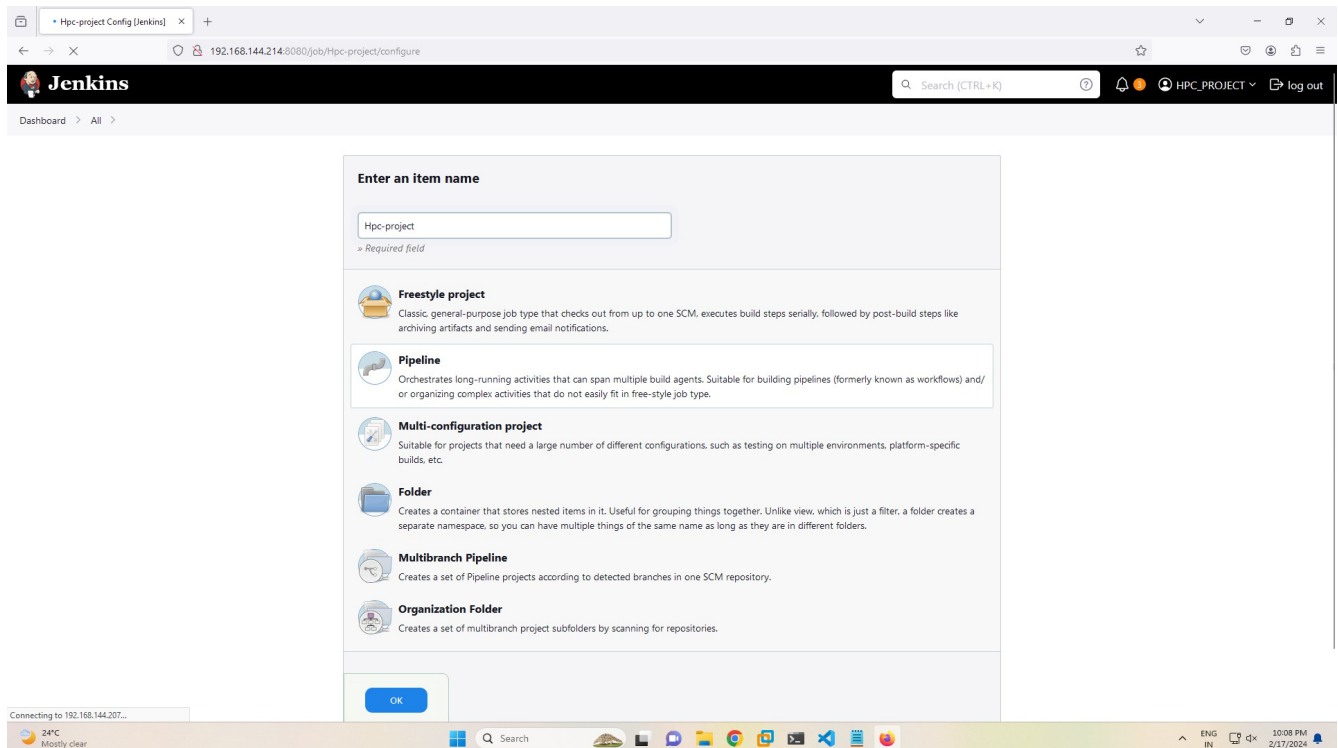 Hpc-project Config [Jenkins]
192.168.144.214:8080/job/Hpc-project/configure
Jenkins
Search (CTRL+K)
3
HPC_PROJECT
log out
Dashboard > All >
Enter an item name
Hpc-project
» Required field
Freestyle project
Classic, general-purpose job type that checks out from up to one SCM, executes build steps serially, followed by post-build steps like
archiving artifacts and sending email notifications.
Pipeline
Orchestrates long-running activities that can span multiple build agents. Suitable for building pipelines (formerly known as workflows) and/
or organizing complex activities that do not easily fit in free-style job type.
Multi-configuration project
Suitable for projects that need a large number of different configurations, such as testing on multiple environments, platform-specific
builds, etc.
Folder
Creates a container that stores nested items in it. Useful for grouping things together. Unlike view, which is just a filter, a folder creates a
separate namespace, so you can have multiple things of the same name as long as they are in different folders.
Multibranch Pipeline
Creates a set of Pipeline projects according to detected branches in one SCM repository.
Organization Folder
Creates a set of multibranch project subfolders by scanning for repositories.
OK
Connecting to 192.168.144.207...
24°C
Mostly clear
Search
ENG
IN
10:08 PM
2/17/2024